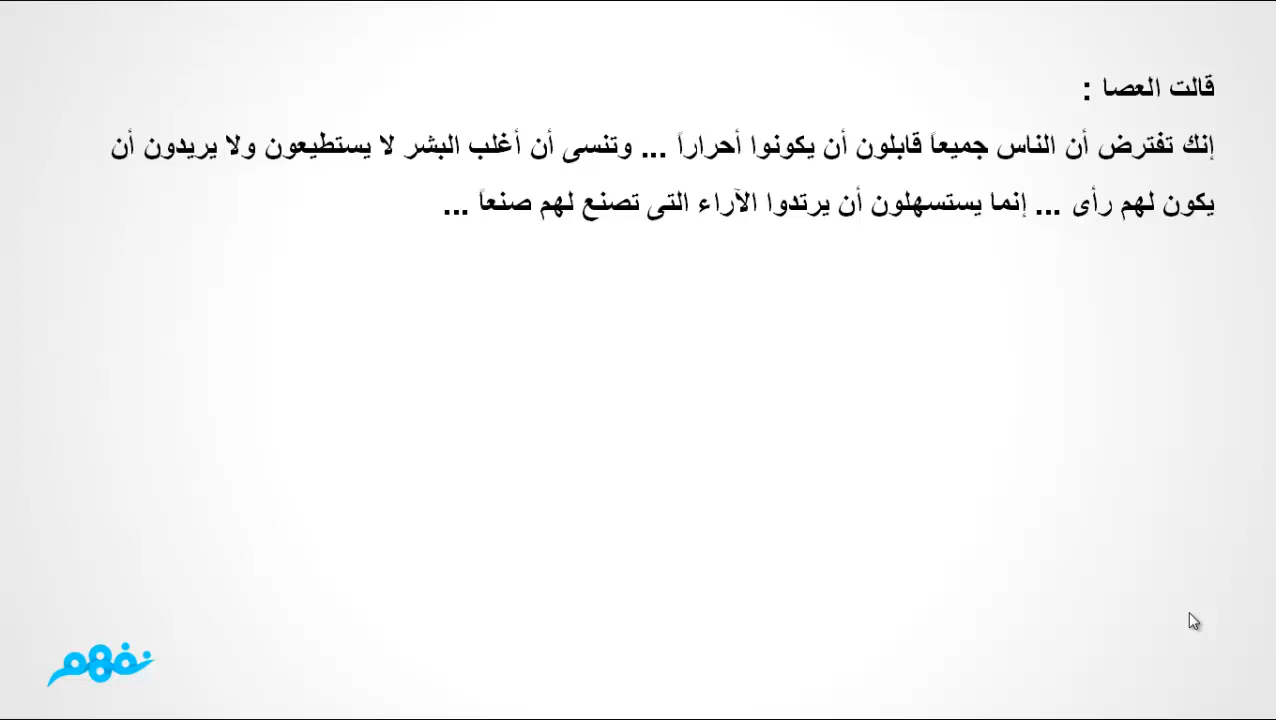 قالت العصا :
إنك تفترض أن الناس جميعاً قابلون أن يكونوا أحراراً ... وتنسى أن أغلب البشر لا يستطيعون ولا يريدون أن
يكون لهم رأى ... إنما يستسهلون أن يرتدوا الآراء التى تصنع لهم صنعاً ...
نفهم